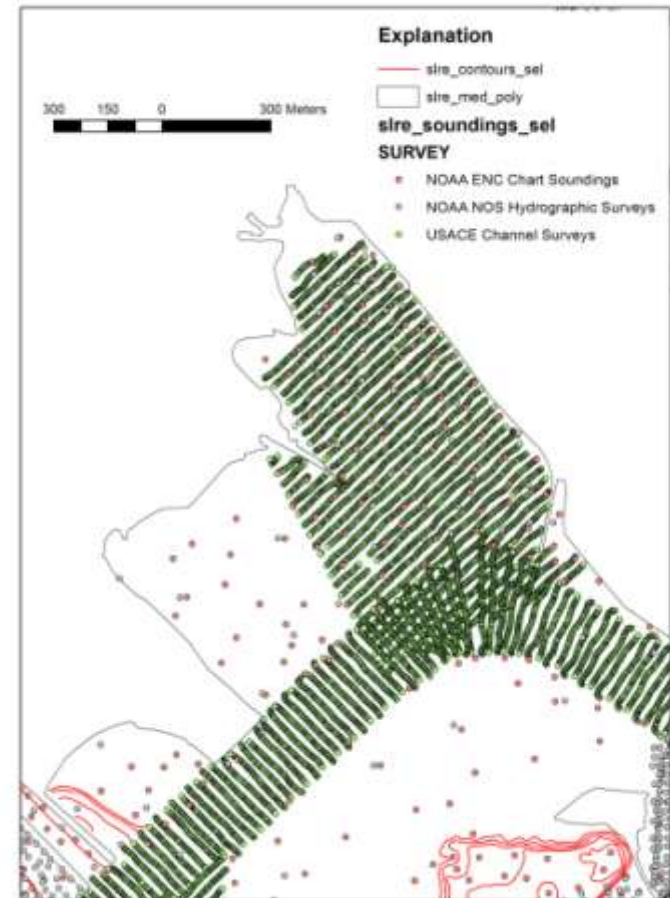 Explanation
slre_contours_sel
slre_med_poly
slre_soundings_sel
SURVEY
NOAA ENC Chart Soundings
NOAA NOS Hydrographic Surveys
USACE Channel Surveys
300 150 0 300 Meters